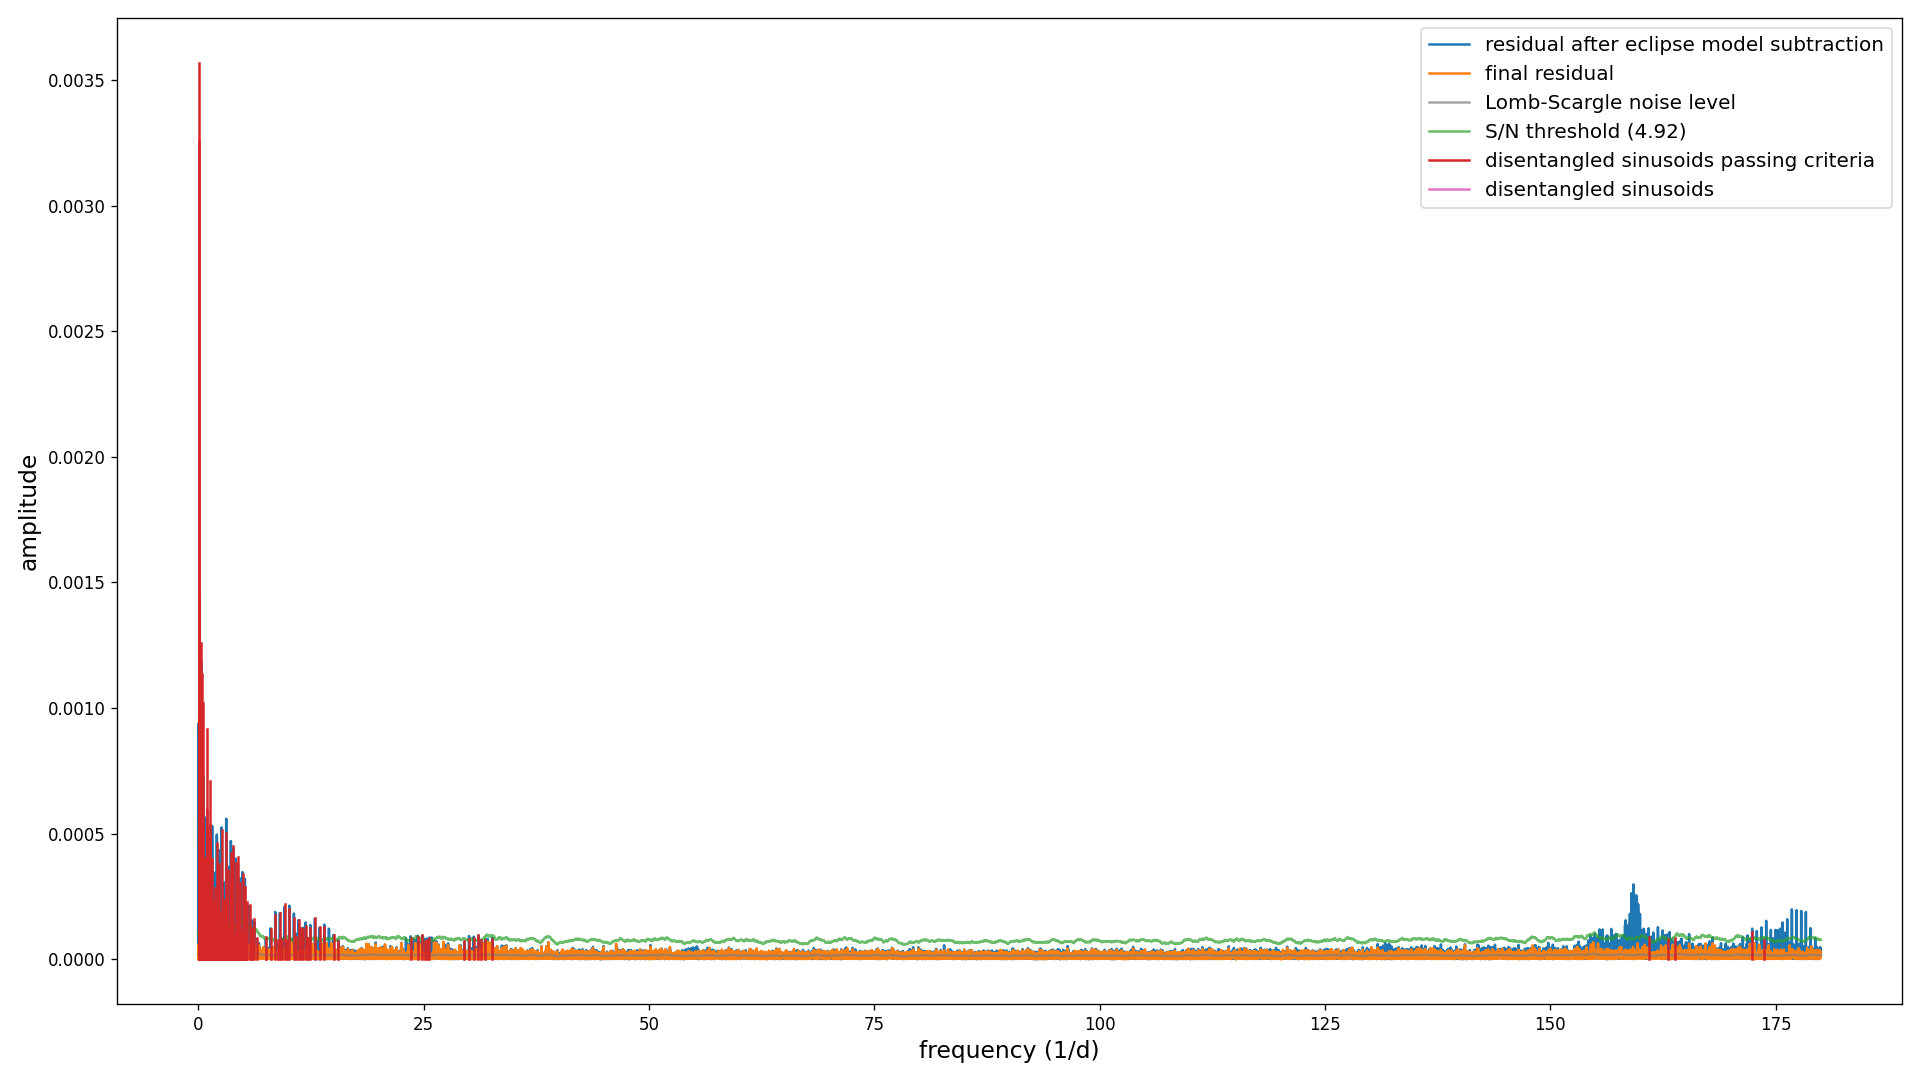 residual after eclipse model subtraction
final residual
Lomb-Scargle noise level
S/N threshold (4.92)
disentangled sinusoids passing criteria
disentangled sinusoids
0.0035
0.0030
0.0025
0.0020
0.0015
0.0010
0.0005
0.0000
amplitude
0 25 50 75 100 125 150 175
frequency (1/d)